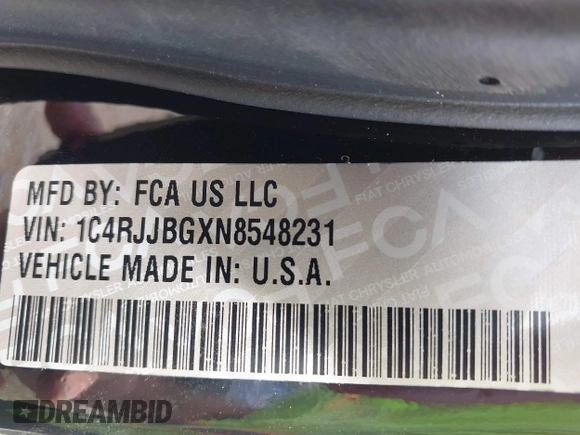 MFD BY: FCA US LLC
VIN: 1C4RJJBGXN8548231
VEHICLE MADE IN: U.S.A.
DREAMBID